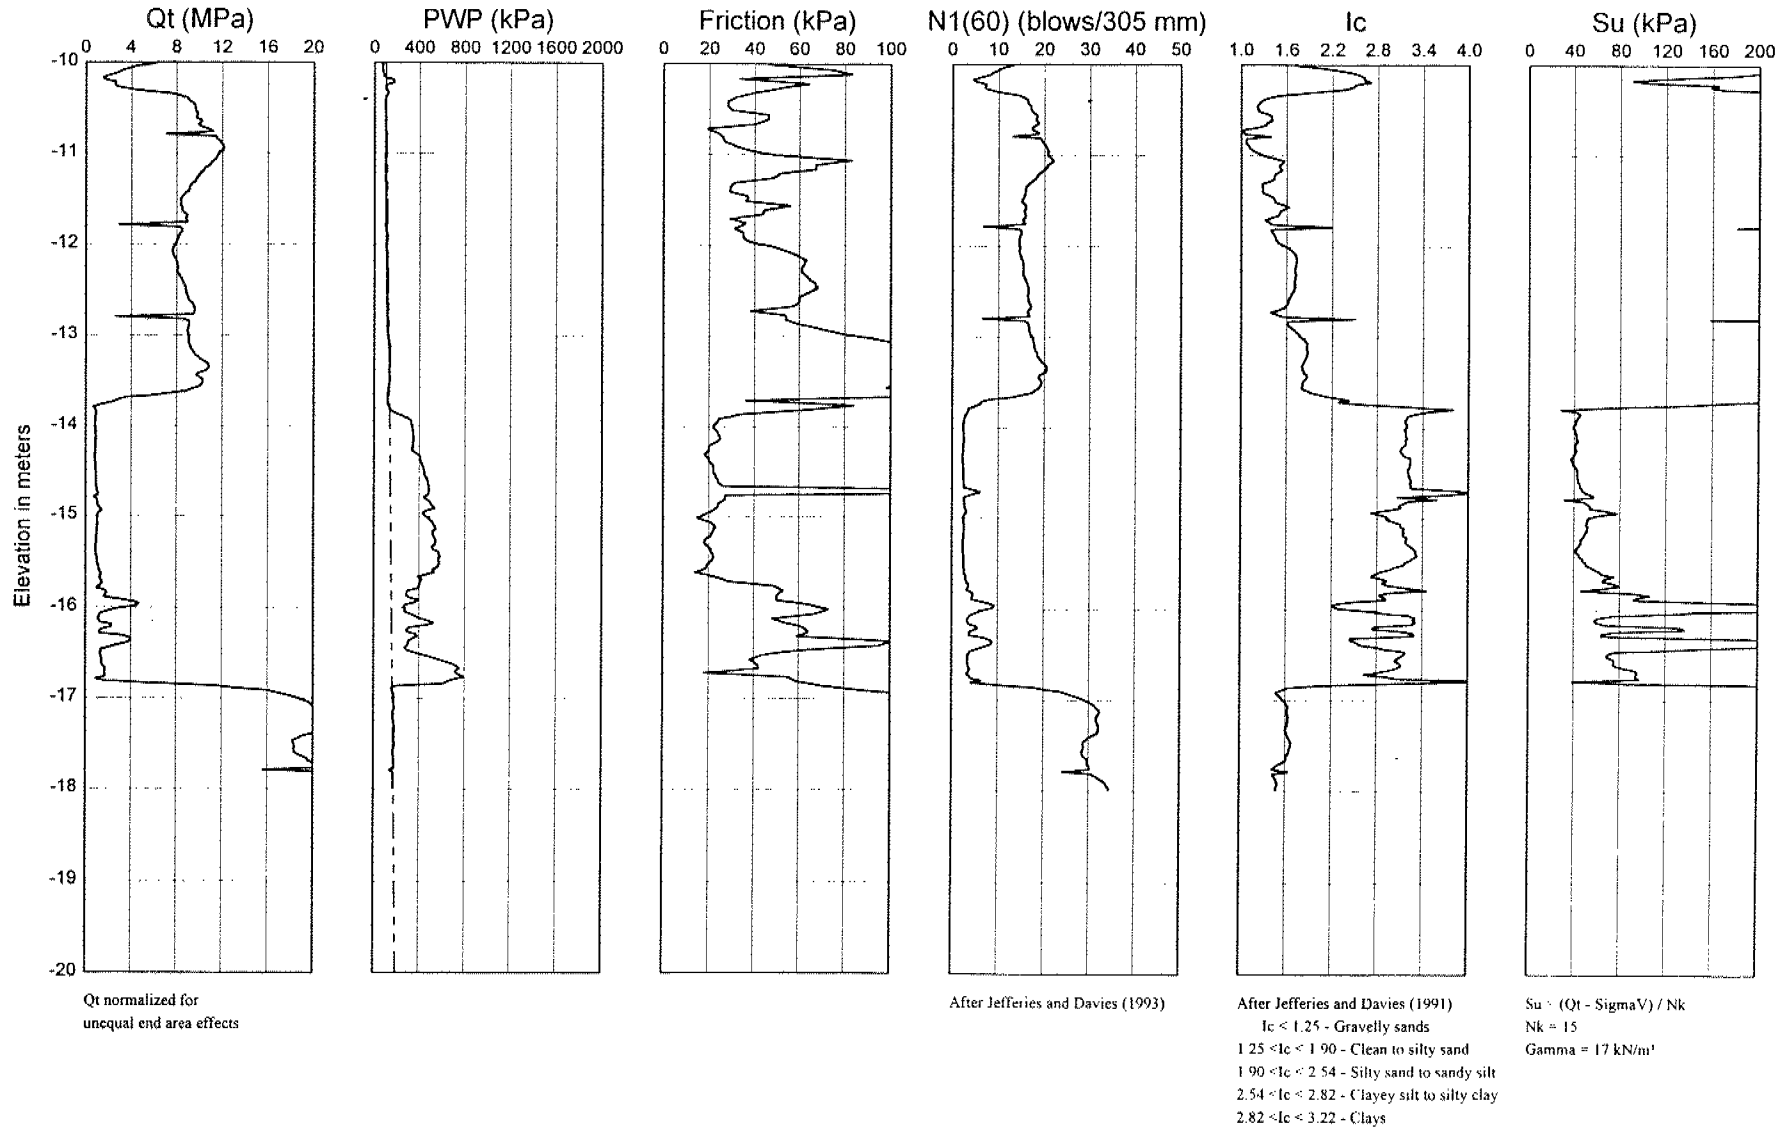 Qt (MPa) PWP (kPa) Friction (kPa) N1(60) (blows/305 mm) Ic Su (kPa)
0 4 8 12 16 20 0 400 800 1200 1600 2000 0 20 40 60 80 100 0 10 20 30 40 50 1.0 1.6 2.2 2.8 3.4 4.0 0 40 80 120 160 200
-10
-11
-12
-13
-14
-15
-16
-17
-18
-19
-20
Elevation in meters
Qt normalized for
unequal end area effects
After Jefferies and Davies (1993)
After Jefferies and Davies (1991)
Ic < 1.25 - Gravelly sands
1 25 <Ic < 1 90 - Clean to silty sand
1 90 <Ic < 2 54 - Silty sand to sandy silt
2.54 <Ic < 2.82 - Clayey silt to silty clay
2.82 <Ic < 3.22 - Clays
Su (Qt - SigmaV) / Nk
Nk = 15
Gamma = 17 kN/m³